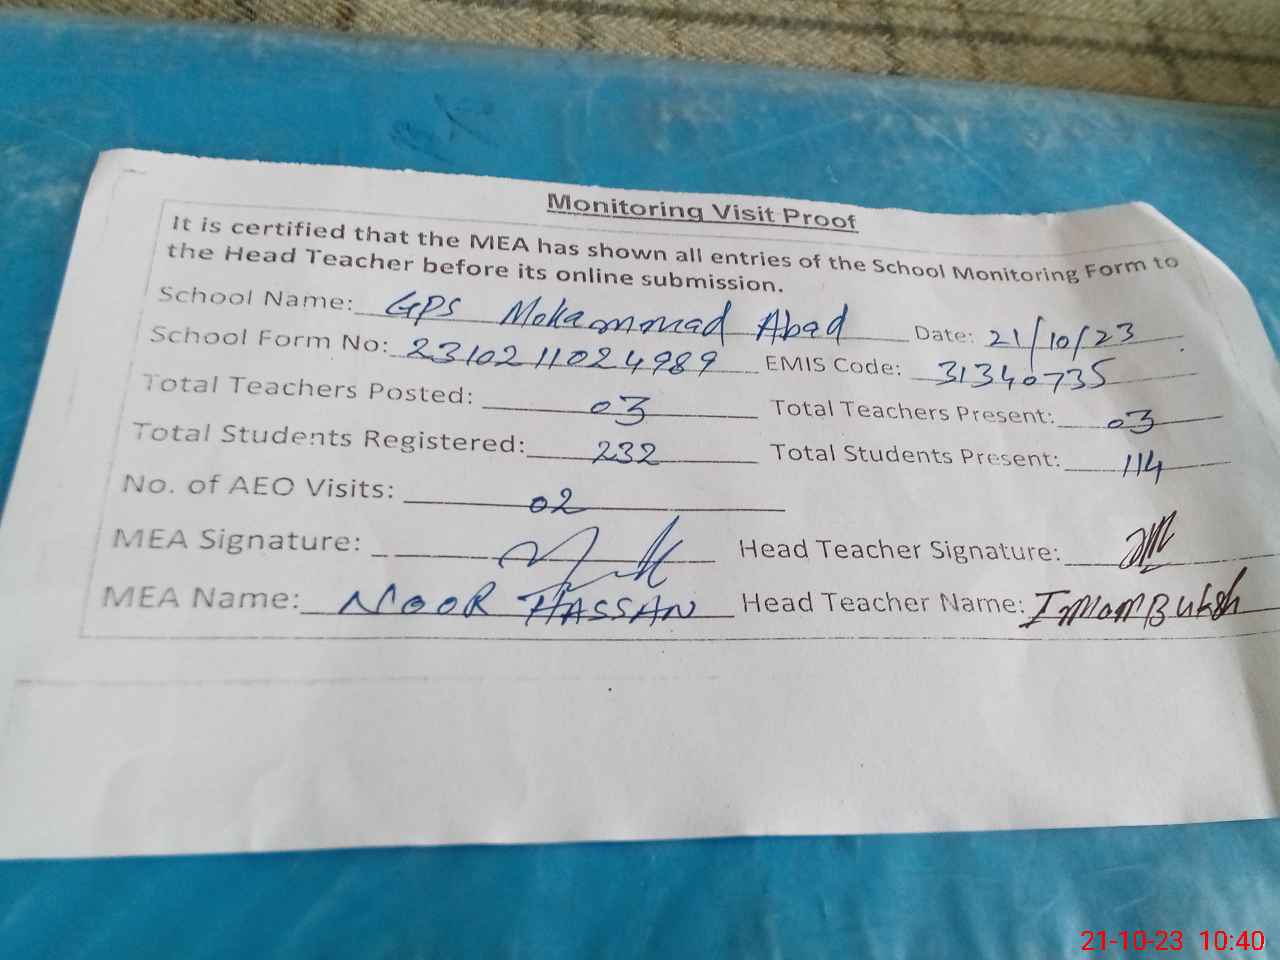 Monitoring Visit Proof
It is certified that the MEA has shown all entries of the School Monitoring Form to
the Head Teacher before its online submission.
School Name: GPS Mohammad Abad Date: 21/10/23
School Form No: 2310211024989 EMIS Code: 31340735
Total Teachers Posted: 03 Total Teachers Present: 03
Total Students Registered: 232 Total Students Present: 114
No. of AEO Visits: 02
MEA Signature: Head Teacher Signature:
MEA Name: NOOR HASSAN Head Teacher Name: Imam Buksh
21-10-23 10:40